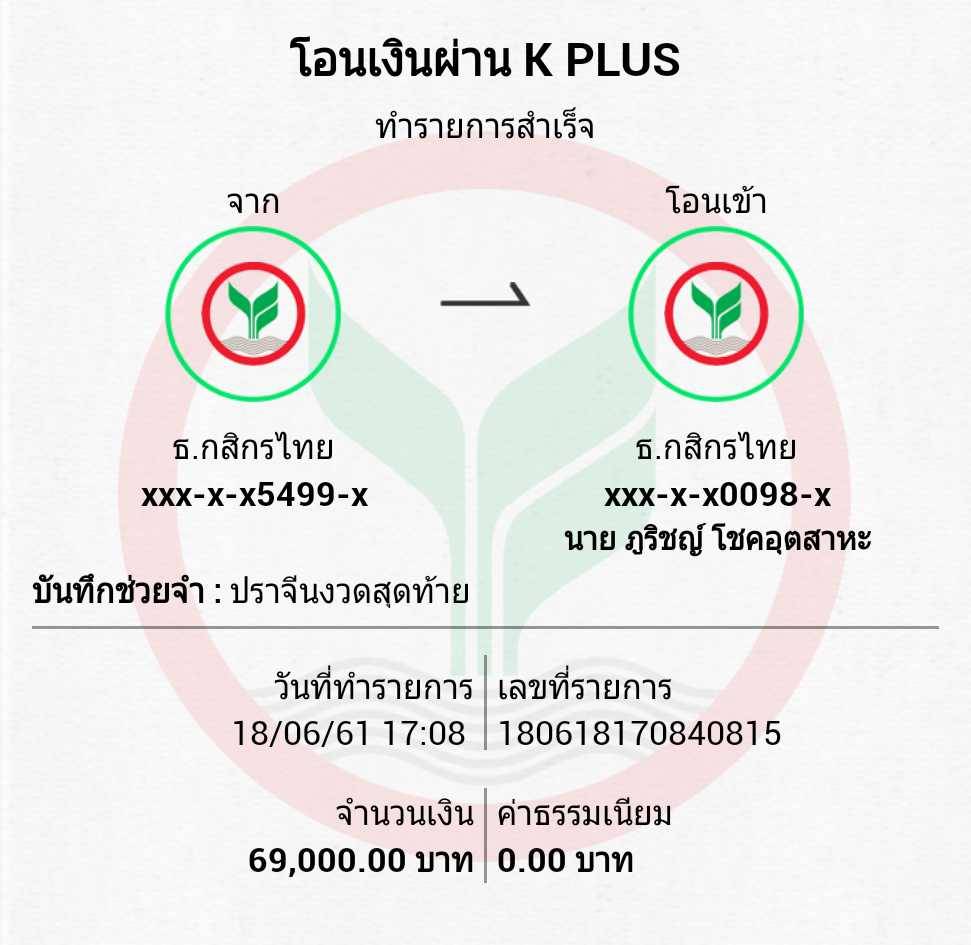 โอนเงินผ่าน K PLUS
ทำรายการสำเร็จ
จาก
โอนเข้า
ธ.กสิกรไทย
xxx-x-x5499-x
ธ.กสิกรไทย
xxx-x-x0098-x
นาย ภูริชญ์ โชคอุตสาหะ
บันทึกช่วยจำ : ปราจีนงวดสุดท้าย
วันที่ทำรายการ
18/06/61 17:08
เลขที่รายการ
180618170840815
จำนวนเงิน
69,000.00 บาท
ค่าธรรมเนียม
0.00 บาท